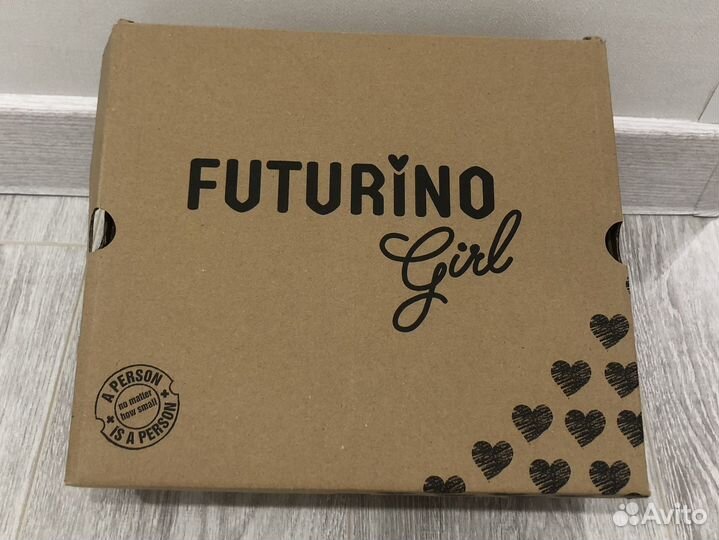 FUTURINO
Girl
A PERSON
no matter
how small
IS A PERSON
Avito